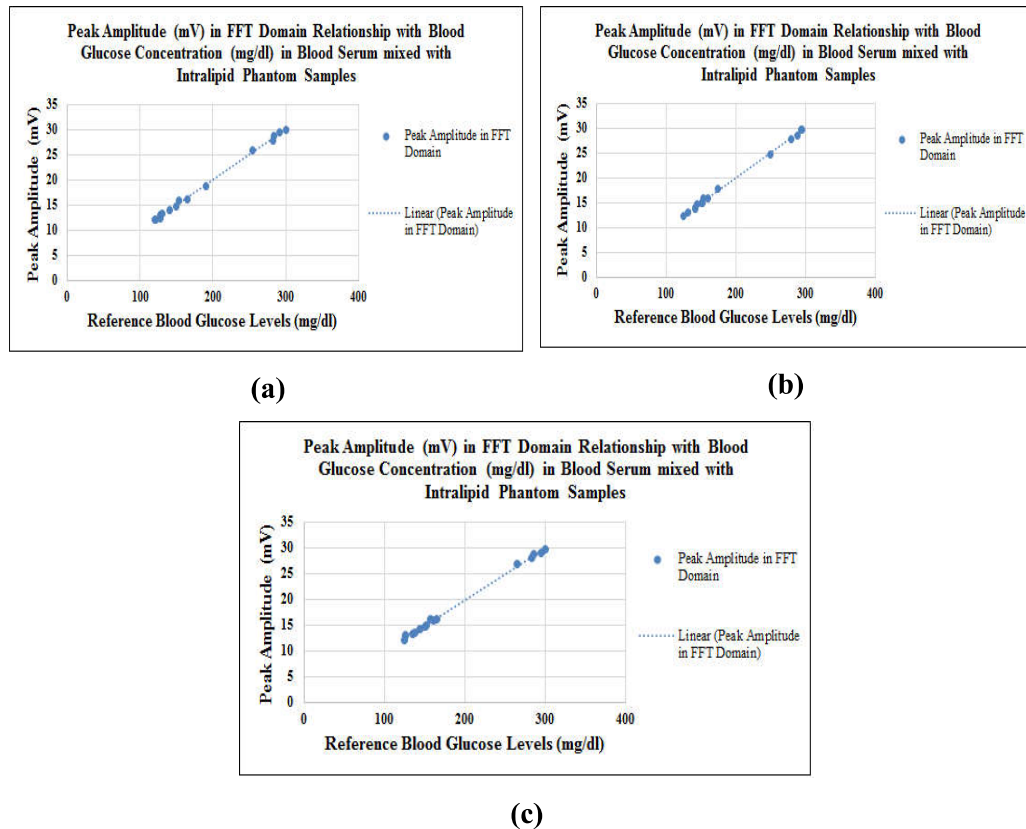 Peak Amplitude (mV) in FFT Domain Relationship with Blood
Glucose Concentration (mg/dl) in Blood Serum mixed with
Intralipid Phantom Samples
Peak Amplitude (mV)
35
30
25
20
15
10
5
0
0 100 200 300 400
Reference Blood Glucose Levels (mg/dl)
Peak Amplitude in FFT
Domain
Linear (Peak Amplitude
in FFT Domain)
(a)
Peak Amplitude (mV) in FFT Domain Relationship with Blood
Glucose Concentration (mg/dl) in Blood Serum mixed with
Intralipid Phantom Samples
Peak Amplitude (mV)
35
30
25
20
15
10
5
0
0 100 200 300 400
Reference Blood Glucose Levels (mg/dl)
Peak Amplitude in FFT
Domain
Linear (Peak Amplitude
in FFT Domain)
(b)
Peak Amplitude (mV) in FFT Domain Relationship with Blood
Glucose Concentration (mg/dl) in Blood Serum mixed with
Intralipid Phantom Samples
Peak Amplitude (mV)
35
30
25
20
15
10
5
0
0 100 200 300 400
Reference Blood Glucose Levels (mg/dl)
Peak Amplitude in FFT
Domain
Linear (Peak Amplitude
in FFT Domain)
(c)